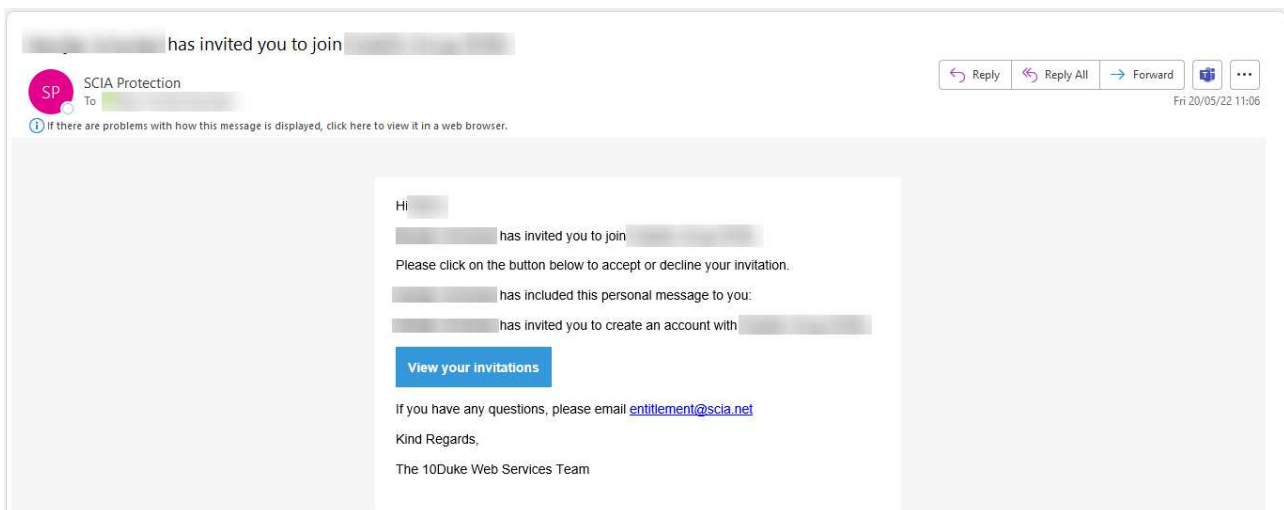 has invited you to join
SP
SCIA Protection
To
Reply
Reply All
Forward
Fri 20/05/22 11:06
If there are problems with how this message is displayed, click here to view it in a web browser.
Hi
has invited you to join
Please click on the button below to accept or decline your invitation.
has included this personal message to you:
has invited you to create an account with
View your invitations
If you have any questions, please email entitlement@scia.net
Kind Regards,
The 10Duke Web Services Team